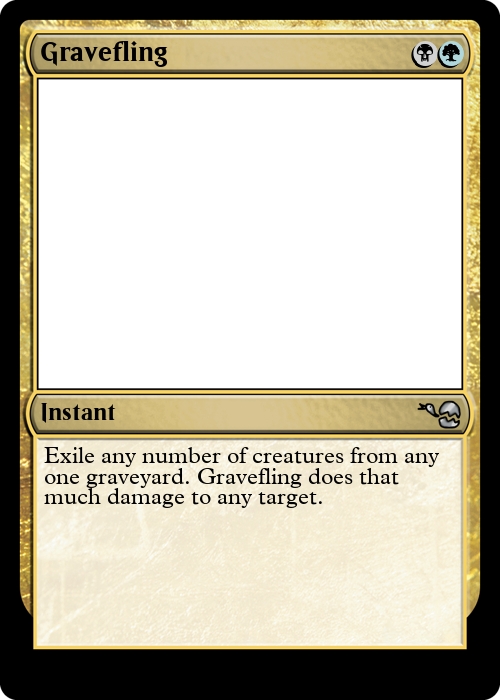 Gravefling
Instant
Exile any number of creatures from any
one graveyard. Gravefling does that
much damage to any target.